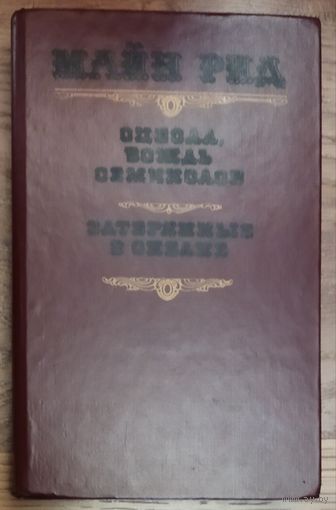 МАЙН РИД
ОЦЕОЛА,
ВОЖДЬ
СЕМИНОЛОВ
ЗАТЕРЯННЫЕ
В ОКЕАНЕ